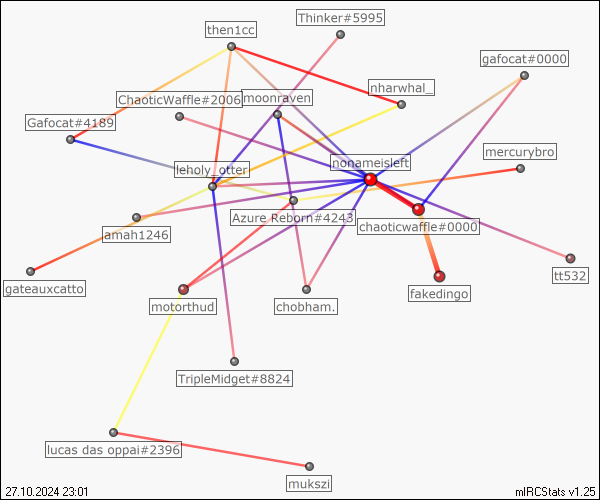 Thinker#5995
then1cc
gafocat#0000
nharwhal_
ChaoticWaffle#2006
moonraven
Gafocat#4189
mercurybro
nonameisleft
leholy_otter
Azure Reborn#4243
chaoticwaffle#0000
amah1246
tt532
gateauxcatto
fakedingo
motorthud
chobham.
TripleMidget#8824
lucas das oppai#2396
mukszi
27.10.2024 23:01
mIRCStats v1.25